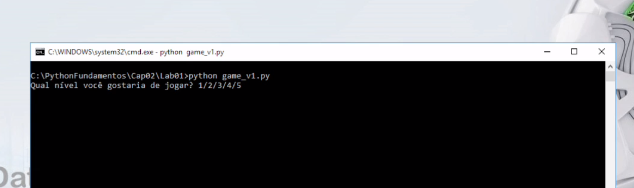 C:\WINDOWS\system32\cmd.exe - python game_v1.py
C:\PythonFundamentos\Cap02\Lab01>python game_v1.py
Qual nível você gostaria de jogar? 1/2/3/4/5
Da